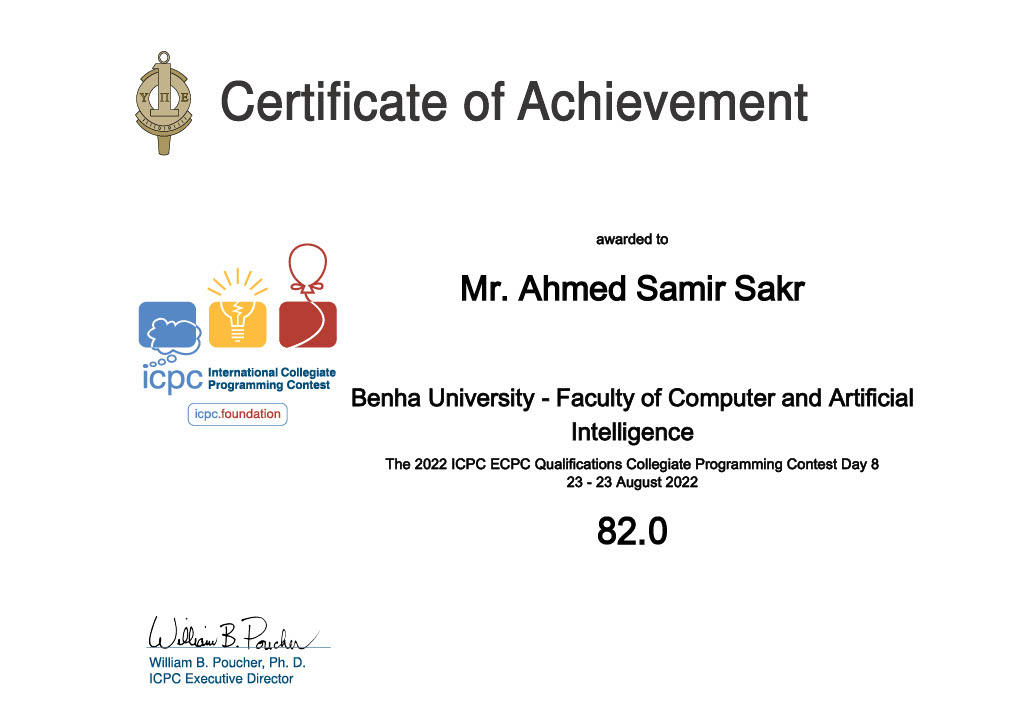 Υ Π Ε
Certificate of Achievement
awarded to
Mr. Ahmed Samir Sakr
icpc International Collegiate
Programming Contest
icpc.foundation
Benha University - Faculty of Computer and Artificial
Intelligence
The 2022 ICPC ECPC Qualifications Collegiate Programming Contest Day 8
23 - 23 August 2022
82.0
William B. Poucher
William B. Poucher, Ph. D.
ICPC Executive Director